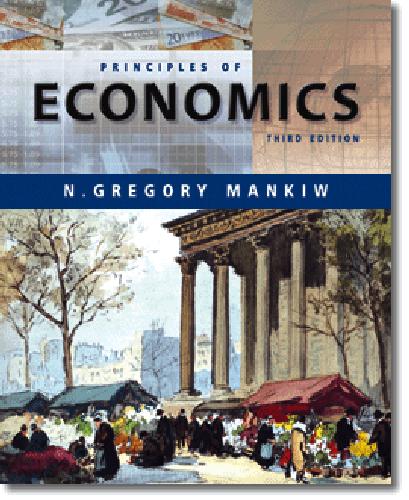 PRINCIPLES OF
ECONOMICS
THIRD EDITION
N. GREGORY MANKIW